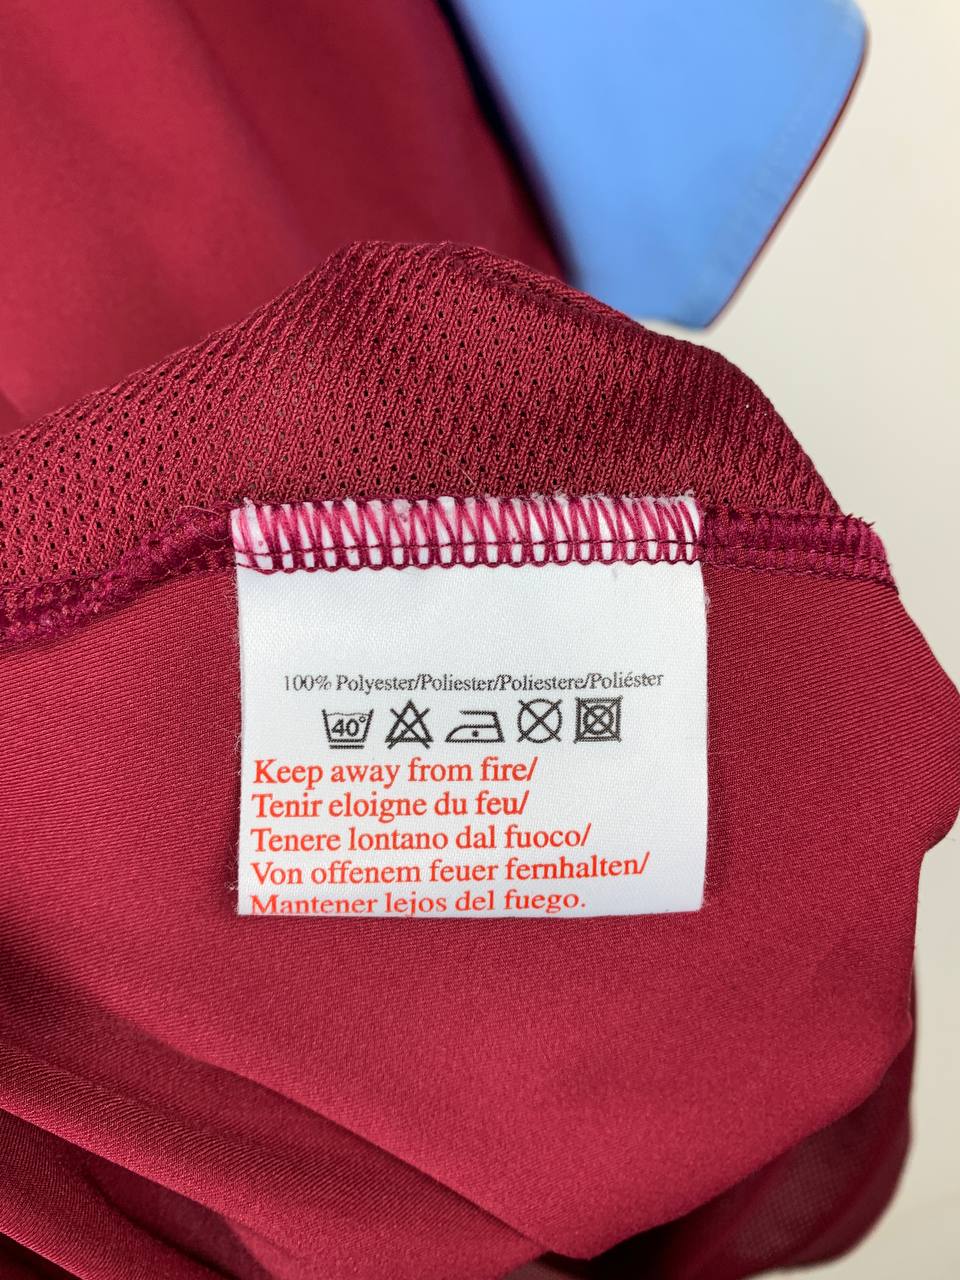 100% Polyester/Poliester/Poliestere/Poliéster
40°
Keep away from fire/
Tenir eloigne du feu/
Tenere lontano dal fuoco/
Von offenem feuer fernhalten/
Mantener lejos del fuego.